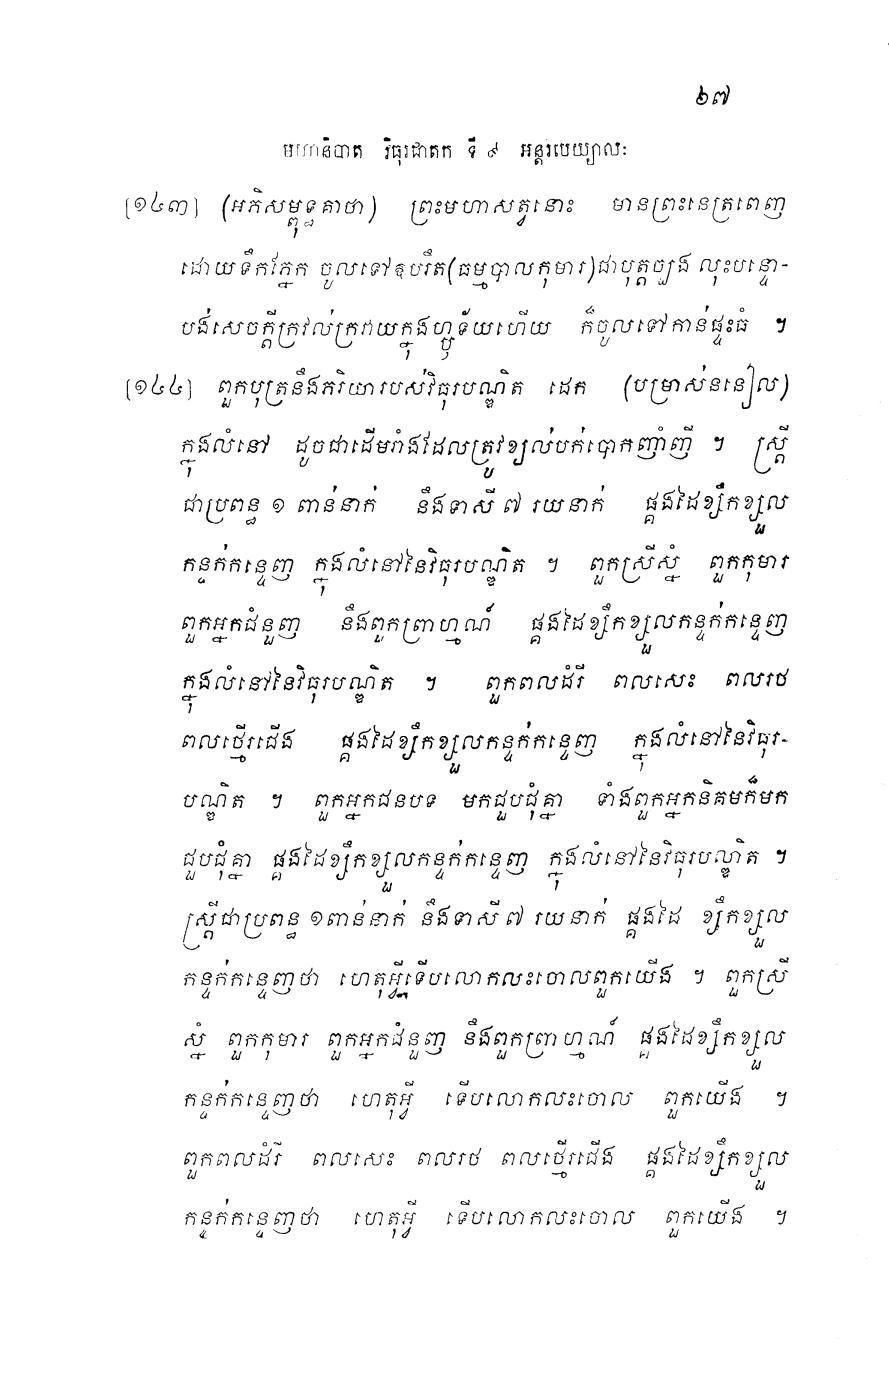 ៦៧
មហានិបាត វិធុរជាតក ទី ៩ អន្តរបេយ្យាលៈ
[១៤៣] (អភិសម្ពុទ្ធគាថា) ព្រះមហាសត្វនោះ មានព្រះនេត្រពេញ
ដោយទឹកភ្នែក ចូលទៅឱបរឹត(ធម្មបាលកុមារ)ជាបុត្តច្បង លុះបន្ទោ-
បង់សេចក្តីក្រវល់ក្រវាយក្នុងហ្ឫទ័យហើយ ក៏ចូលទៅកាន់ផ្ទះធំ ។
[១៤៤] ពួកបុត្រនឹងភរិយារបស់វិធុរបណ្ឌិត ដេក (បម្រាស់ននៀល)
ក្នុងលំនៅ ដូចជាដើមរាំងដែលត្រូវខ្យល់បក់បោកញាំញី ។ ស្ត្រី
ជាប្រពន្ធ ១ ពាន់នាក់ នឹងទាសី ៧ រយនាក់ ផ្គងដៃខ្សឹកខ្សួល
កន្ទក់កន្ទេញ ក្នុងលំនៅនៃវិធុរបណ្ឌិត ។ ពួកស្រីស្នំ ពួកកុមារ
ពួកអ្នកជំនួញ នឹងពួកព្រាហ្មណ៍ ផ្គងដៃខ្សឹកខ្សួលកន្ទក់កន្ទេញ
ក្នុងលំនៅនៃវិធុរបណ្ឌិត ។ ពួកពលដំរី ពលសេះ ពលរថ
ពលថ្មើរជើង ផ្គងដៃខ្សឹកខ្សួលកន្ទក់កន្ទេញ ក្នុងលំនៅនៃវិធុរ-
បណ្ឌិត ។ ពួកអ្នកជនបទ មកជួបជុំគ្នា ទាំងពួកអ្នកនិគមក៏មក
ជួបជុំគ្នា ផ្គងដៃខ្សឹកខ្សួលកន្ទក់កន្ទេញ ក្នុងលំនៅនៃវិធុរបណ្ឌិត ។
ស្ត្រីជាប្រពន្ធ ១ពាន់នាក់ នឹងទាសី ៧ រយនាក់ ផ្គងដៃ ខ្សឹកខ្សួល
កន្ទក់កន្ទេញថា ហេតុអ្វីទើបលោកលះចោលពួកយើង ។ ពួកស្រី
ស្នំ ពួកកុមារ ពួកអ្នកជំនួញ នឹងពួកព្រាហ្មណ៍ ផ្គងដៃខ្សឹកខ្សួល
កន្ទក់កន្ទេញថា ហេតុអ្វី ទើបលោកលះចោល ពួកយើង ។
ពួកពលដំរី ពលសេះ ពលរថ ពលថ្មើរជើង ផ្គងដៃខ្សឹកខ្សួល
កន្ទក់កន្ទេញថា ហេតុអ្វី ទើបលោកលះចោល ពួកយើង ។